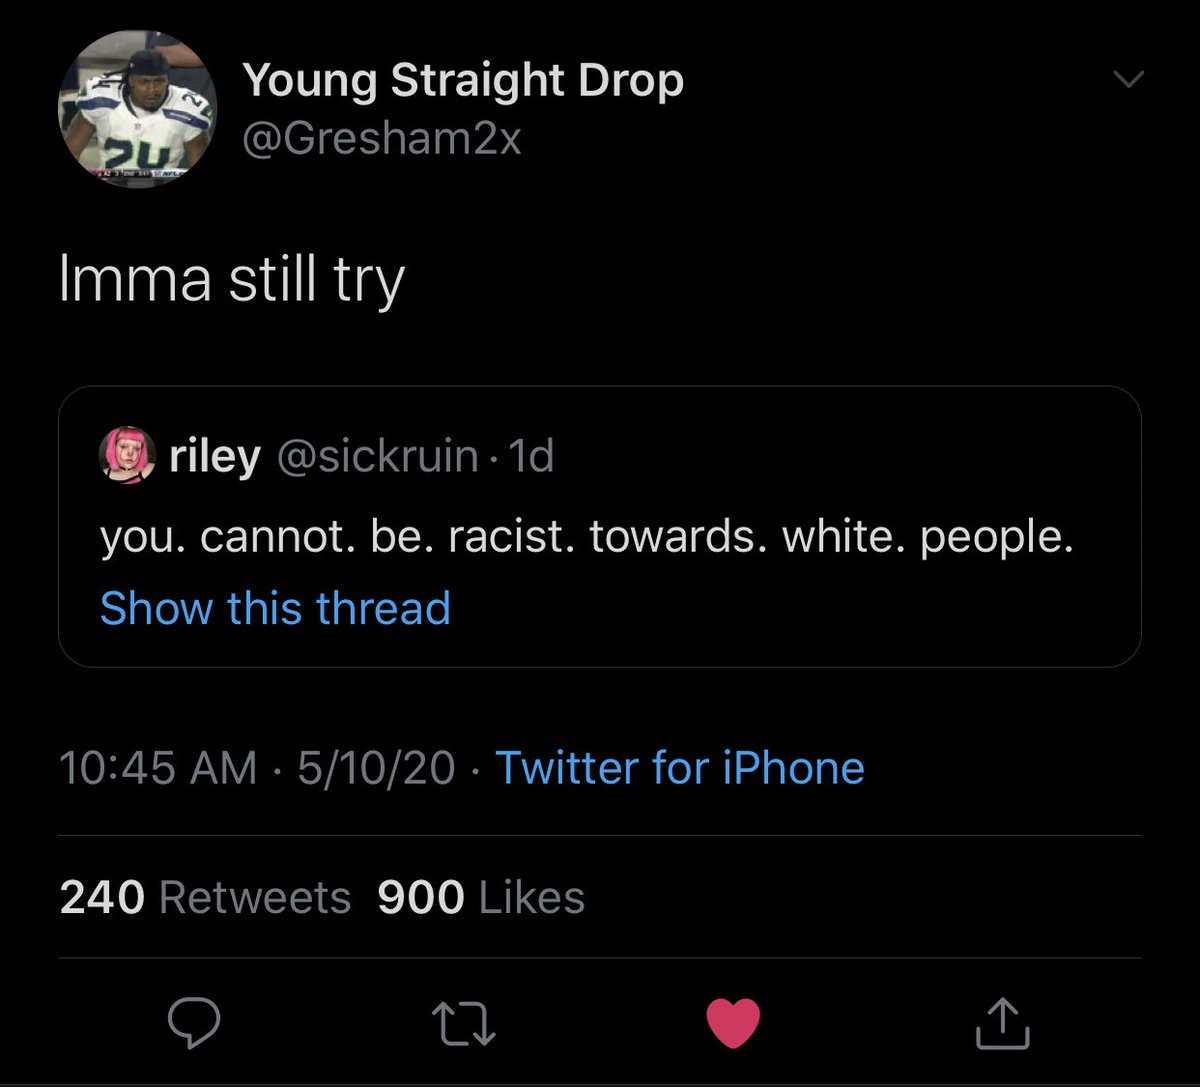 Young Straight Drop
@Gresham2x
Imma still try
riley @sickruin · 1d
you. cannot. be. racist. towards. white. people.
Show this thread
10:45 AM · 5/10/20 · Twitter for iPhone
240 Retweets 900 Likes